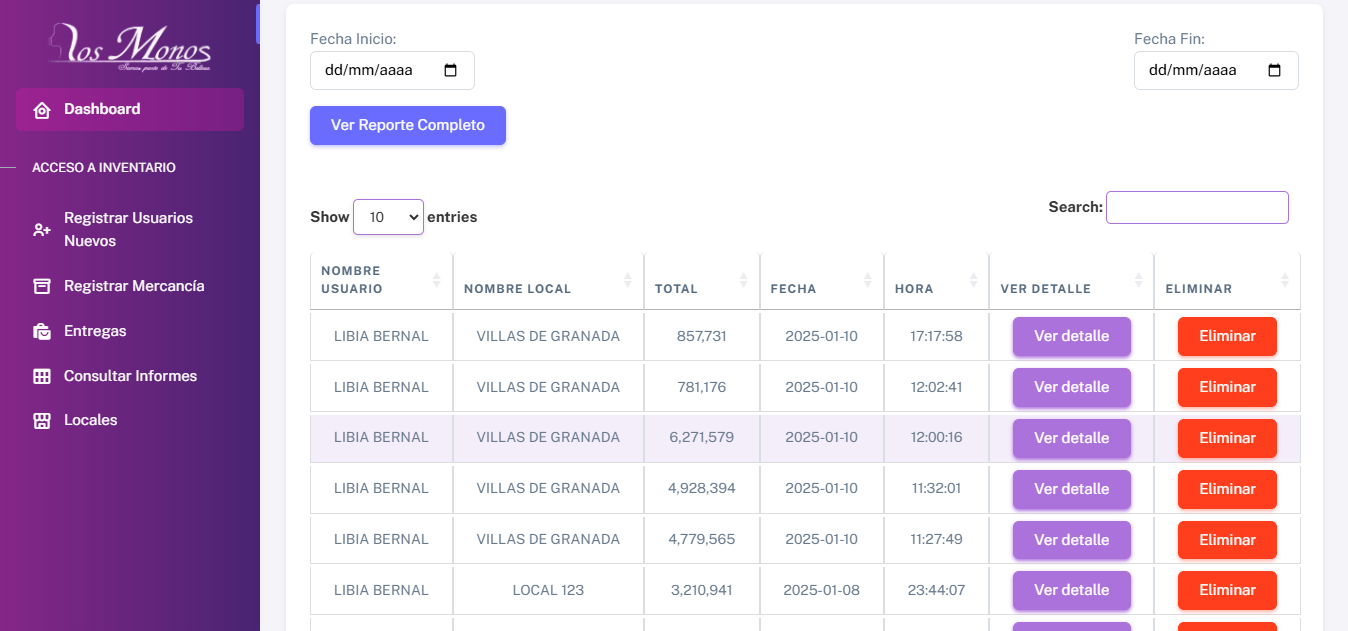 los Monos
Somos parte de Tu Belleza
Dashboard
ACCESO A INVENTARIO
Registrar Usuarios
Nuevos
Registrar Mercancía
Entregas
Consultar Informes
Locales
Fecha Inicio:
Fecha Fin:
dd/mm/aaaa
dd/mm/aaaa
Ver Reporte Completo
Show 10 entries
Search:
NOMBRE USUARIO NOMBRE LOCAL TOTAL FECHA HORA VER DETALLE ELIMINAR
LIBIA BERNAL VILLAS DE GRANADA 857,731 2025-01-10 17:17:58 Ver detalle Eliminar
LIBIA BERNAL VILLAS DE GRANADA 781,176 2025-01-10 12:02:41 Ver detalle Eliminar
LIBIA BERNAL VILLAS DE GRANADA 6,271,579 2025-01-10 12:00:16 Ver detalle Eliminar
LIBIA BERNAL VILLAS DE GRANADA 4,928,394 2025-01-10 11:32:01 Ver detalle Eliminar
LIBIA BERNAL VILLAS DE GRANADA 4,779,565 2025-01-10 11:27:49 Ver detalle Eliminar
LIBIA BERNAL LOCAL 123 3,210,941 2025-01-08 23:44:07 Ver detalle Eliminar